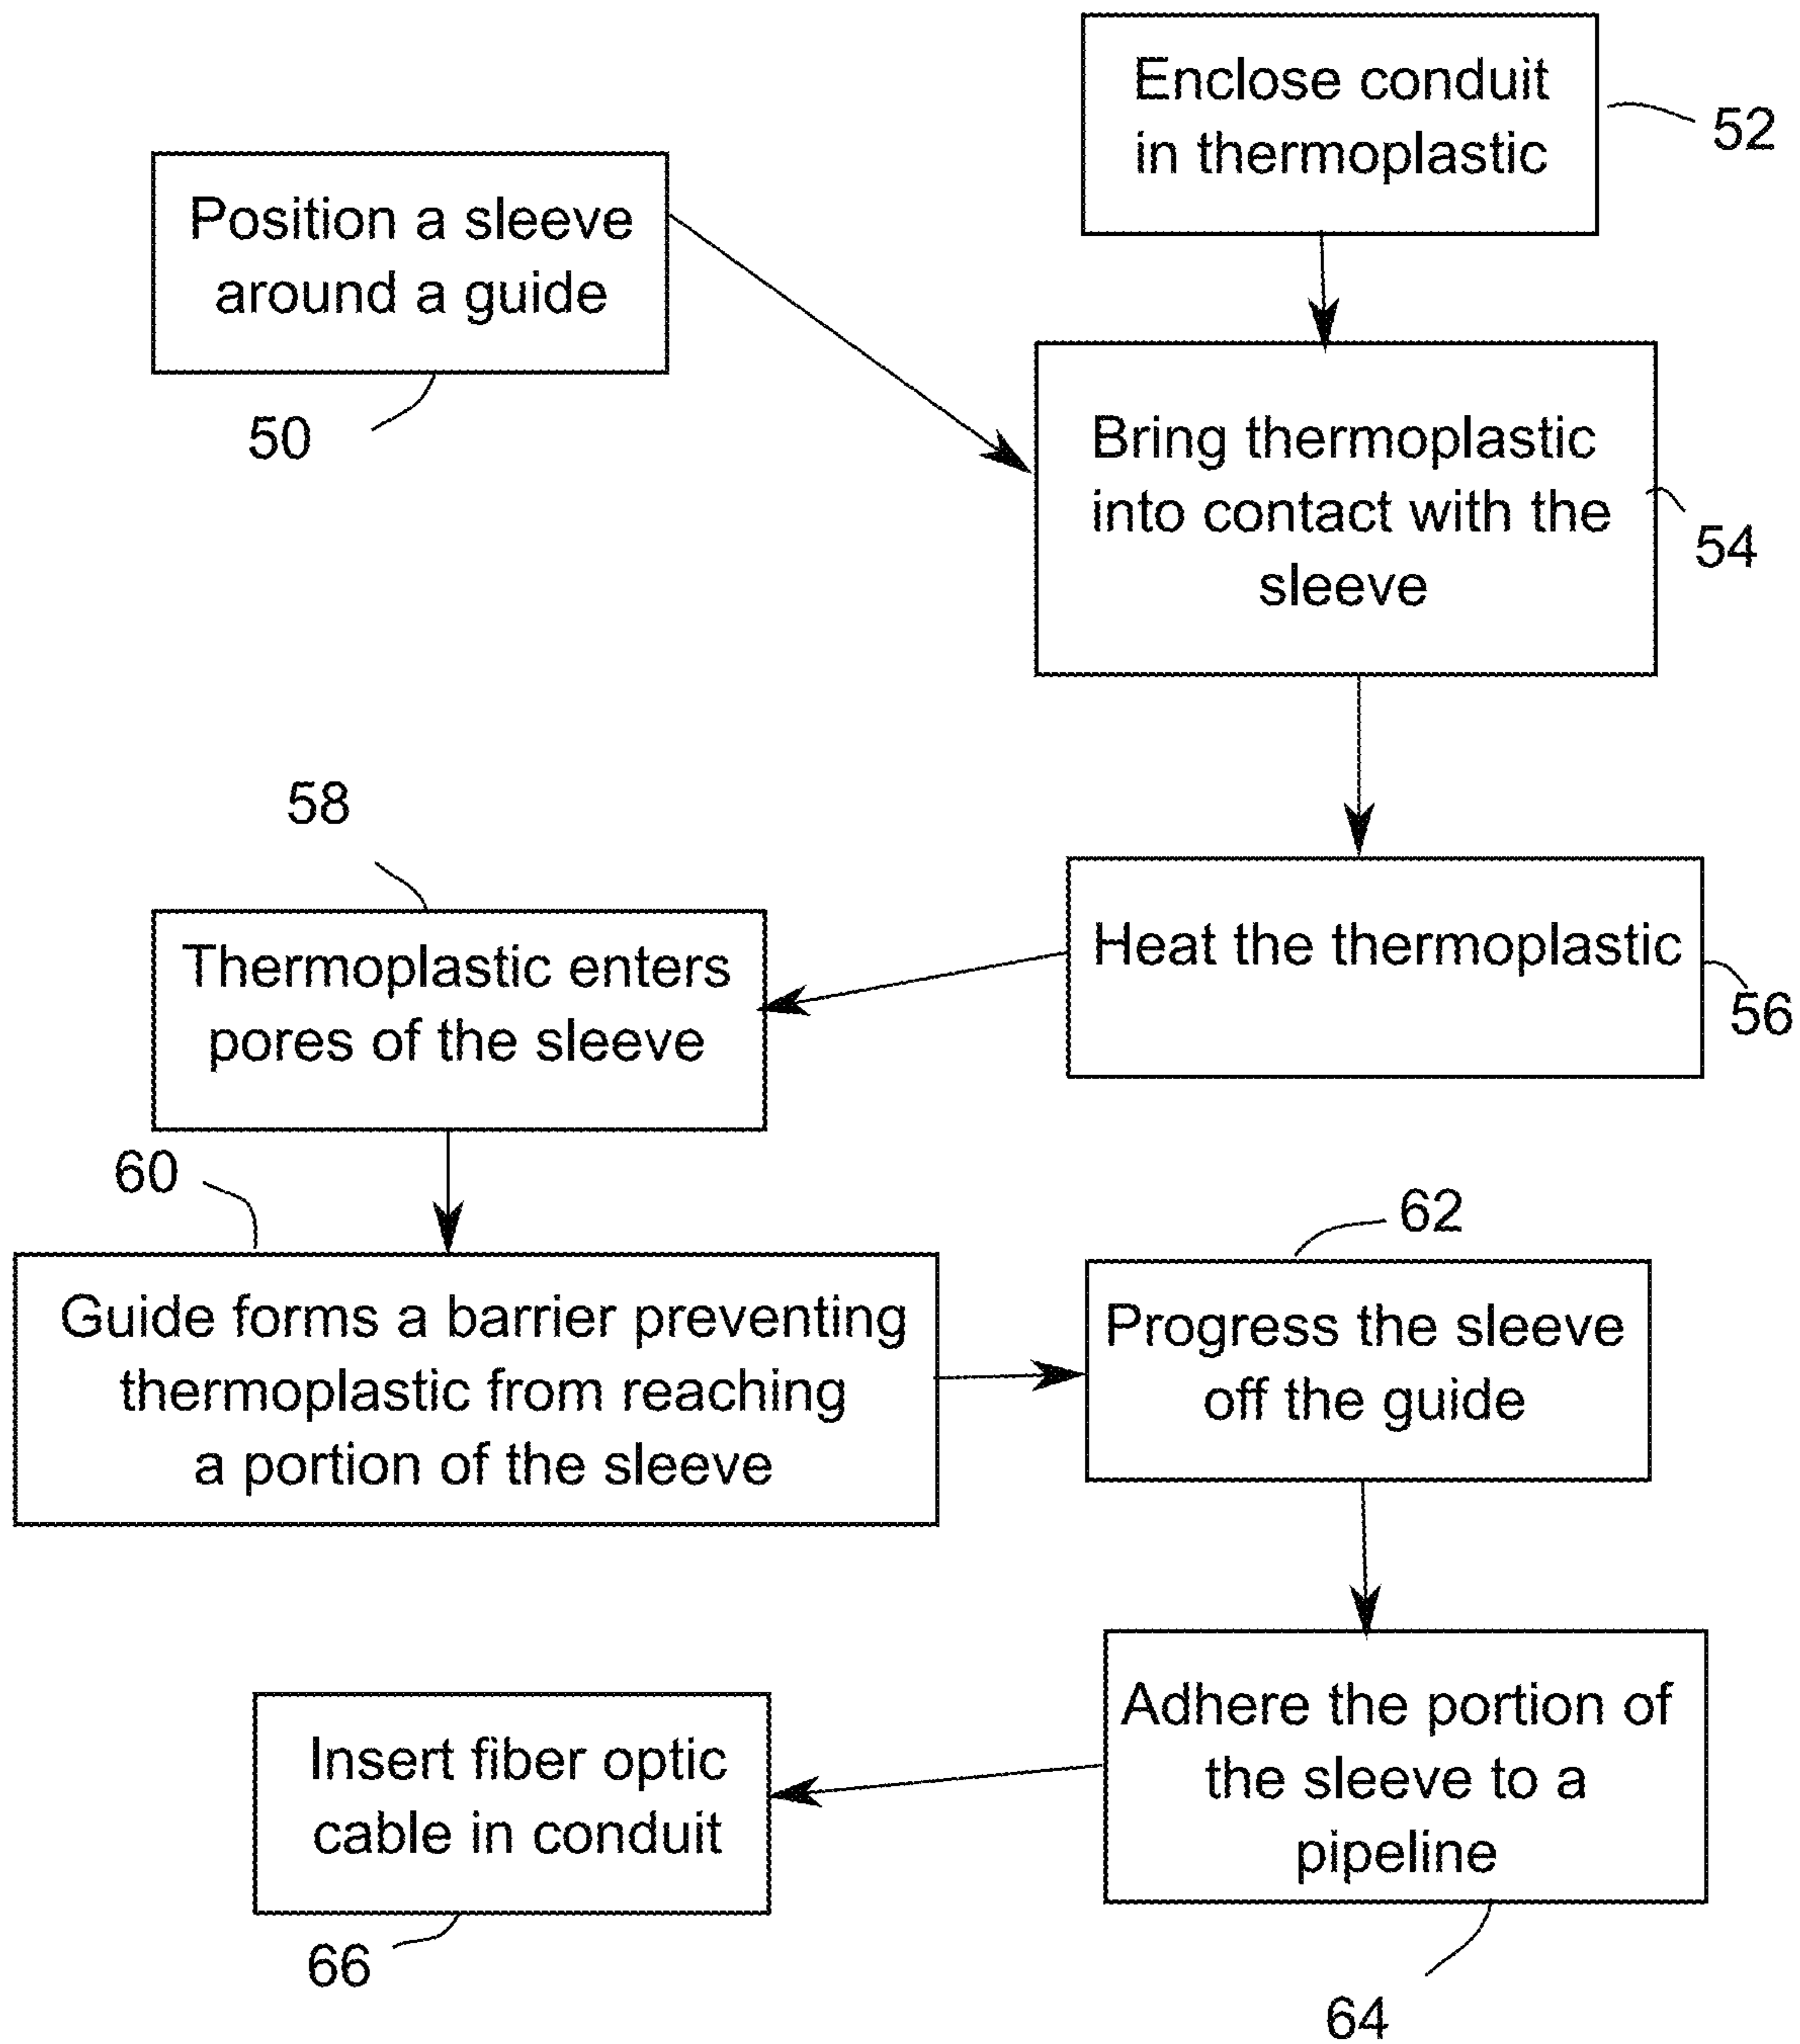 Enclose conduit
in thermoplastic
52
Position a sleeve
around a guide
50
Bring thermoplastic
into contact with the
sleeve
54
Heat the thermoplastic
56
58
Thermoplastic enters
pores of the sleeve
60
Guide forms a barrier preventing
thermoplastic from reaching
a portion of the sleeve
62
Progress the sleeve
off the guide
Adhere the portion of
the sleeve to a
pipeline
64
Insert fiber optic
cable in conduit
66